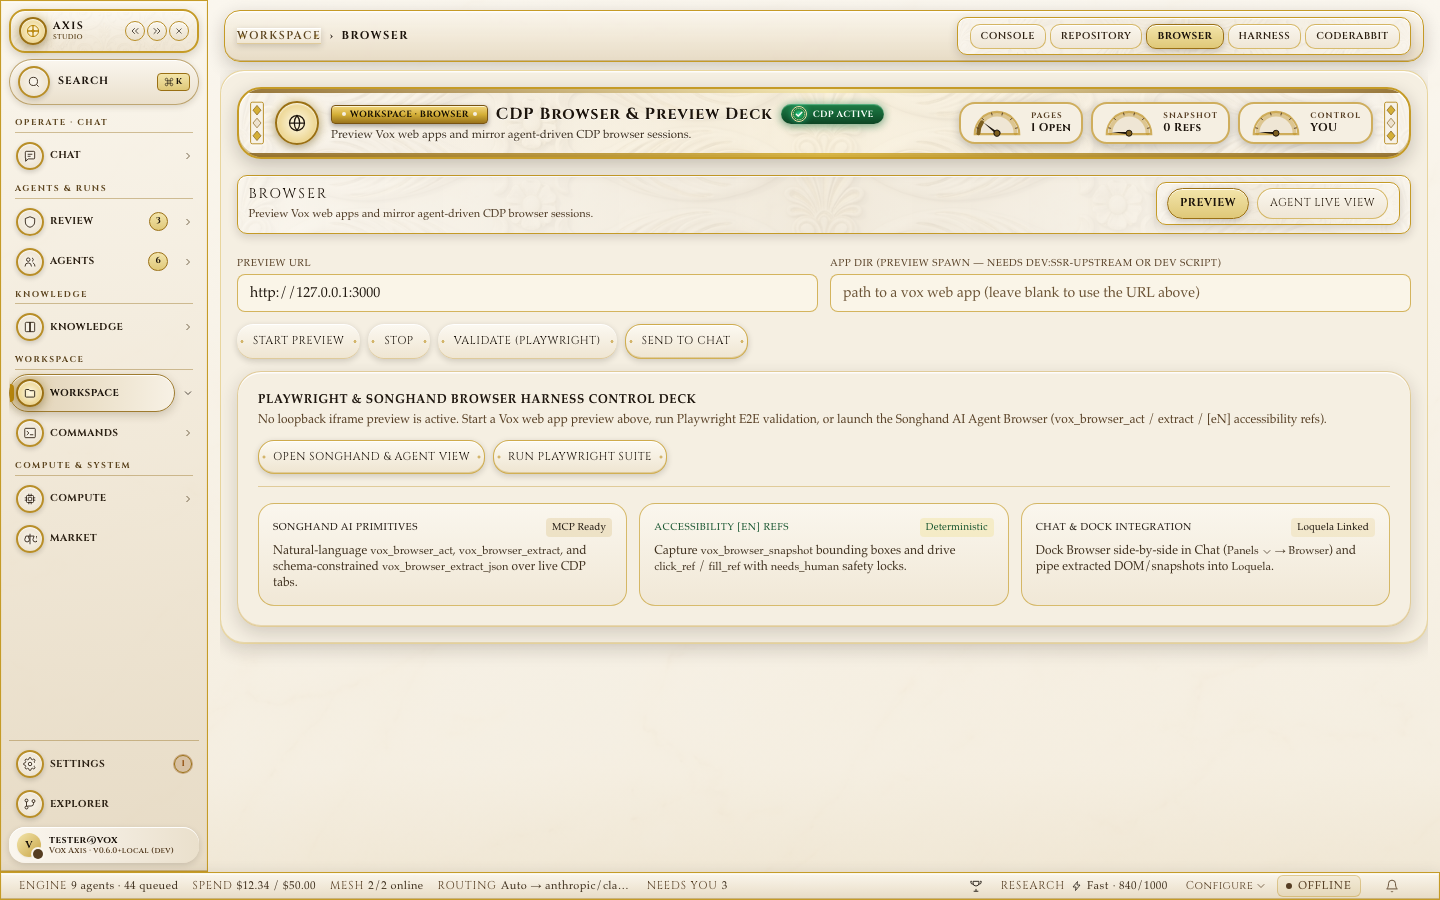 AXIS
STUDIO
SEARCH
⌘ K
OPERATE · CHAT
CHAT
AGENTS & RUNS
REVIEW 3
AGENTS 6
KNOWLEDGE
KNOWLEDGE
WORKSPACE
WORKSPACE
COMMANDS
COMPUTE & SYSTEM
COMPUTE
MARKET
SETTINGS 1
EXPLORER
V
TESTER@VOX
VOX AXIS · V0.6.0+LOCAL (DEV)
WORKSPACE › BROWSER
CONSOLE REPOSITORY BROWSER HARNESS CODERABBIT
WORKSPACE · BROWSER CDP BROWSER & PREVIEW DECK CDP ACTIVE
Preview Vox web apps and mirror agent-driven CDP browser sessions.
PAGES
1 OPEN
SNAPSHOT
0 REFS
CONTROL
YOU
BROWSER
Preview Vox web apps and mirror agent-driven CDP browser sessions.
PREVIEW AGENT LIVE VIEW
PREVIEW URL
http://127.0.0.1:3000
APP DIR (PREVIEW SPAWN — NEEDS DEV:SSR-UPSTREAM OR DEV SCRIPT)
path to a vox web app (leave blank to use the URL above)
START PREVIEW STOP VALIDATE (PLAYWRIGHT) SEND TO CHAT
PLAYWRIGHT & SONGHAND BROWSER HARNESS CONTROL DECK
No loopback iframe preview is active. Start a Vox web app preview above, run Playwright E2E validation, or launch the Songhand AI Agent Browser (vox_browser_act / extract / [eN] accessibility refs).
OPEN SONGHAND & AGENT VIEW RUN PLAYWRIGHT SUITE
SONGHAND AI PRIMITIVES MCP Ready
Natural-language vox_browser_act, vox_browser_extract, and
schema-constrained vox_browser_extract_json over live CDP
tabs.
ACCESSIBILITY [EN] REFS Deterministic
Capture vox_browser_snapshot bounding boxes and drive
click_ref / fill_ref with needs_human safety locks.
CHAT & DOCK INTEGRATION Loquela Linked
Dock Browser side-by-side in Chat (Panels ⌄ → Browser) and
pipe extracted DOM/snapshots into Loquela.
ENGINE 9 agents · 44 queued SPEND $12.34 / $50.00 MESH 2/2 online ROUTING Auto → anthropic/cla... NEEDS YOU 3 RESEARCH Fast · 840/1000 CONFIGURE OFFLINE